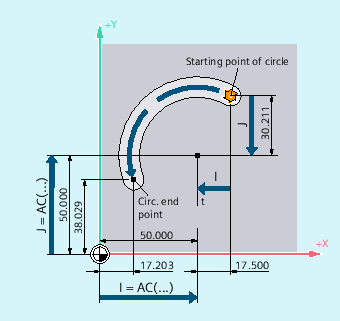 +Y
Starting point of circle
J
30.211
I
J = AC(...)
50.000
38.029
Circ. end
point
t
50.000
+X
17.203
17.500
I = AC(...)